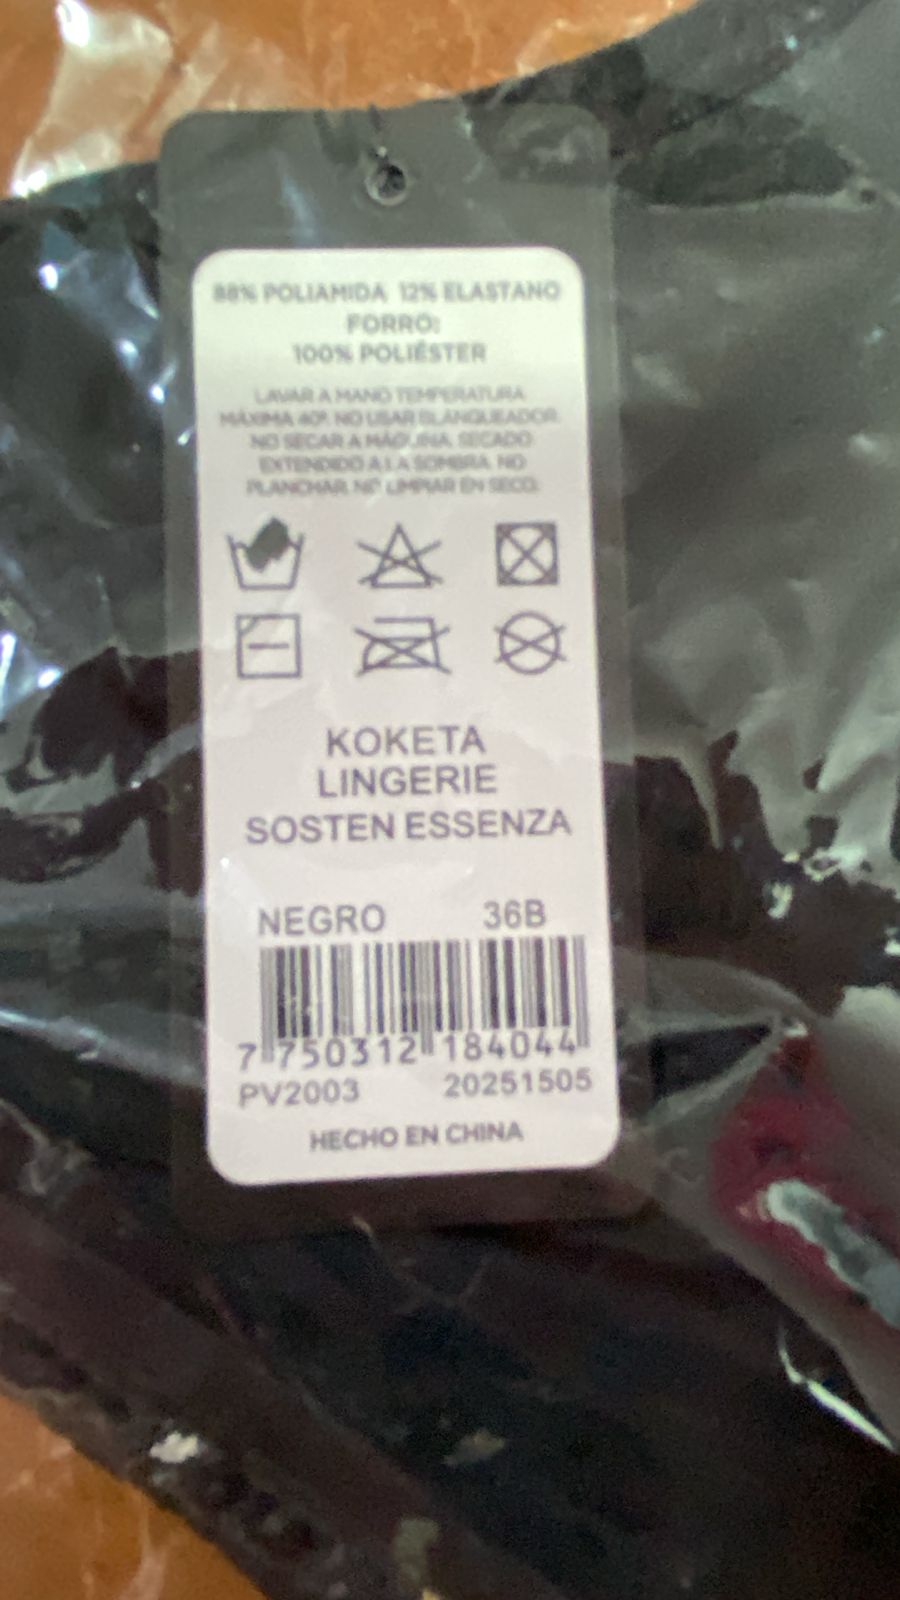 88% POLIAMIDA 12% ELASTANO
FORRO:
100% POLIÉSTER
LAVAR A MANO TEMPERATURA
MÁXIMA 40º. NO USAR BLANQUEADOR.
NO SECAR A MÁQUINA. SECADO
EXTENDIDO A LA SOMBRA. NO
PLANCHAR. NO LIMPIAR EN SECO.
KOKETA
LINGERIE
SOSTEN ESSENZA
NEGRO 36B
7 750312 184044
PV2003 20251505
HECHO EN CHINA